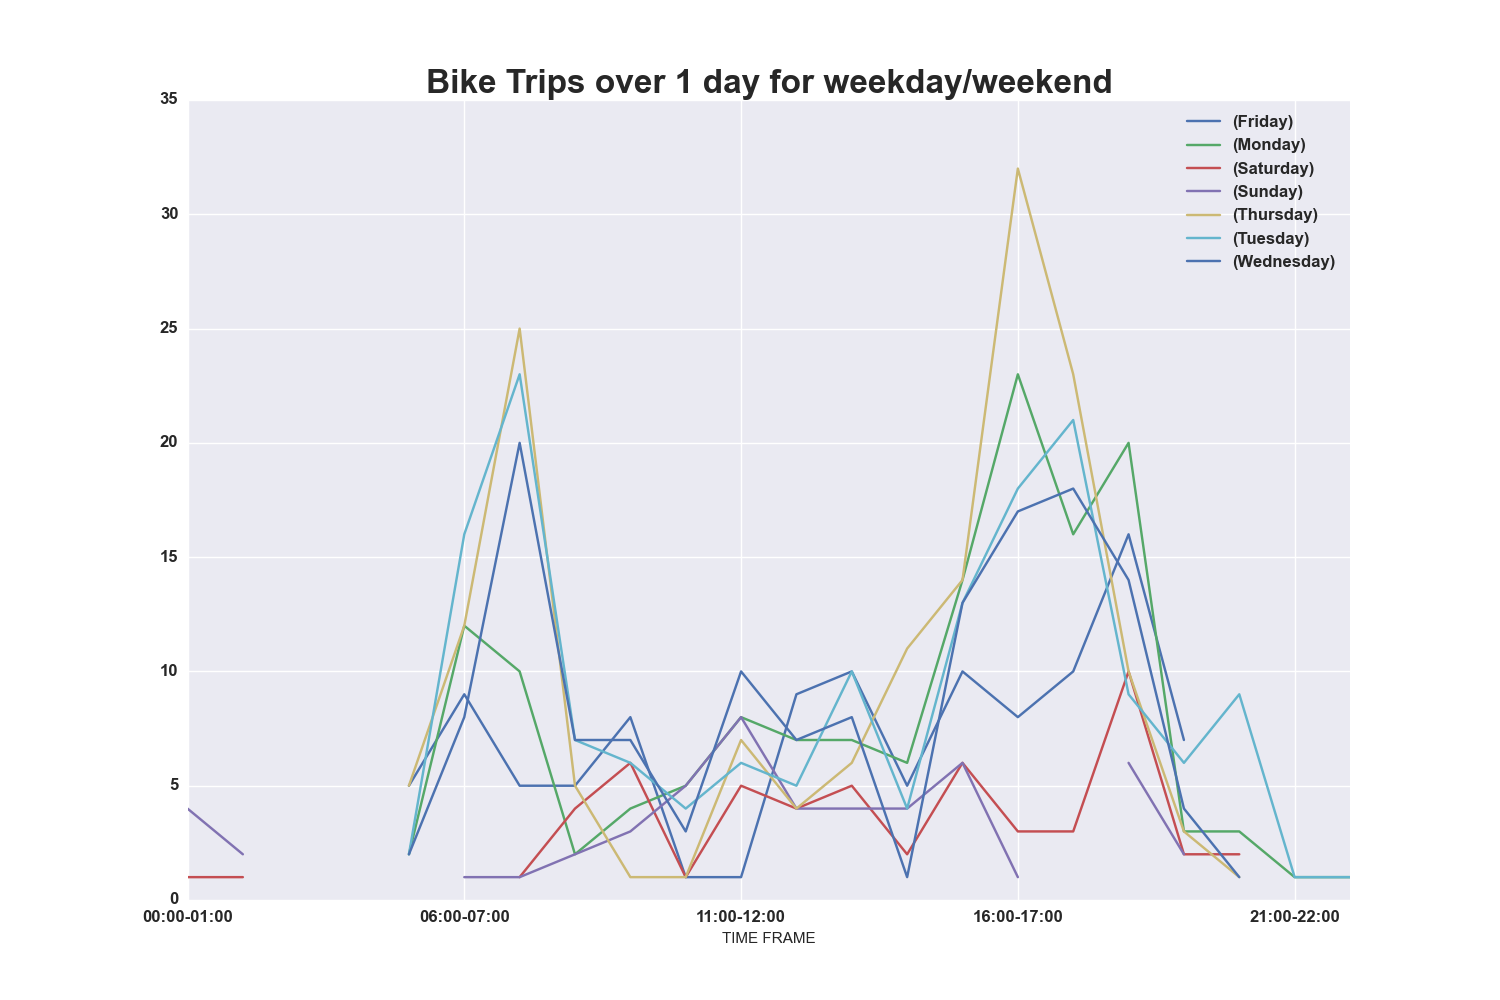 Bike Trips over 1 day for weekday/weekend
35
(Friday)
(Monday)
(Saturday)
(Sunday)
(Thursday)
(Tuesday)
(Wednesday)
30
25
20
15
10
5
0
00:00-01:00 06:00-07:00 11:00-12:00 16:00-17:00 21:00-22:00
TIME FRAME